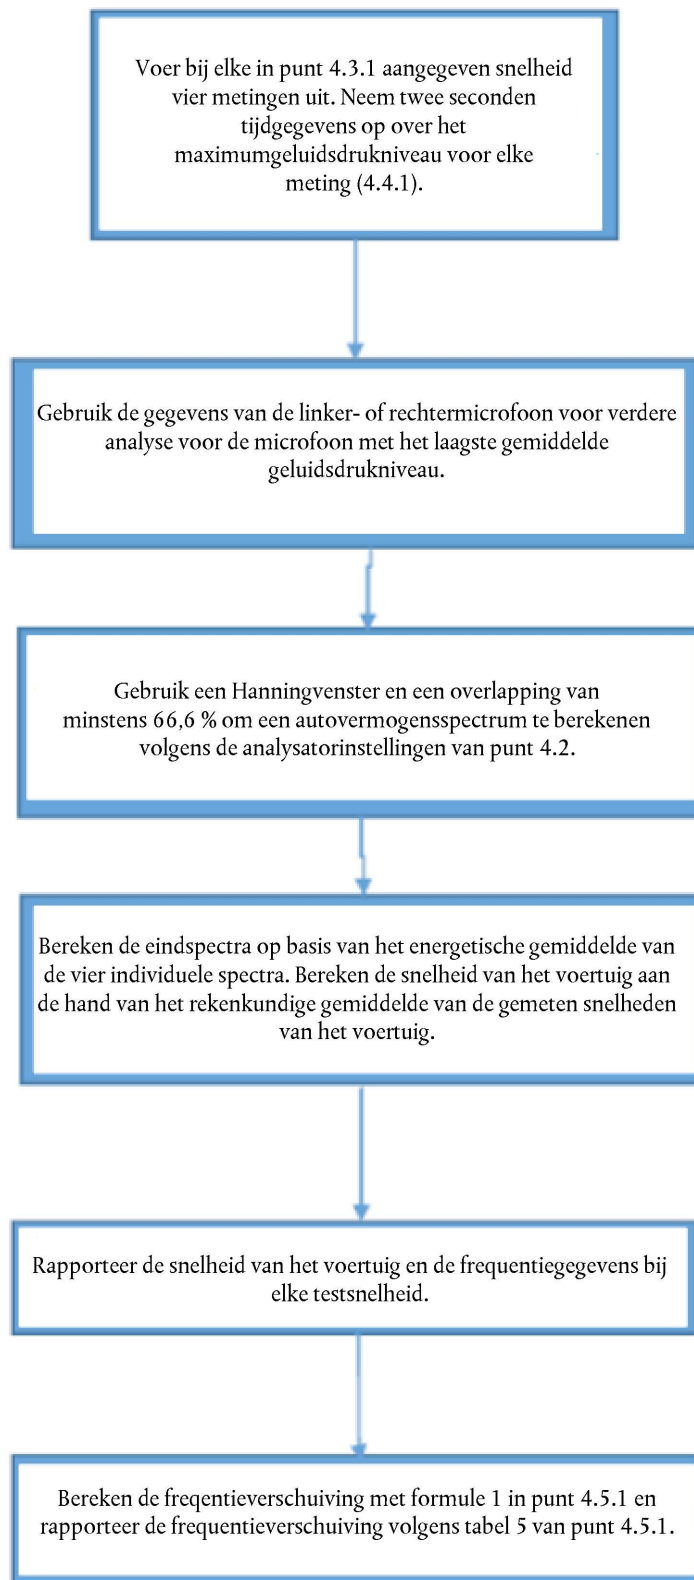 Voer bij elke in punt 4.3.1 aangegeven snelheid
vier metingen uit. Neem twee seconden
tijdgegevens op over het
maximumgeluidsdrukniveau voor elke
meting (4.4.1).
Gebruik de gegevens van de linker- of rechtermicrofoon voor verdere
analyse voor de microfoon met het laagste gemiddelde
geluidsdrukniveau.
Gebruik een Hanningvenster en een overlapping van
minstens 66,6 % om een autovermogensspectrum te berekenen
volgens de analysatorinstellingen van punt 4.2.
Bereken de eindspectra op basis van het energetische gemiddelde van
de vier individuele spectra. Bereken de snelheid van het voertuig aan
de hand van het rekenkundige gemiddelde van de gemeten snelheden
van het voertuig.
Rapporteer de snelheid van het voertuig en de frequentiegegevens bij
elke testsnelheid.
Bereken de freqentieverschuiving met formule 1 in punt 4.5.1 en
rapporteer de frequentieverschuiving volgens tabel 5 van punt 4.5.1.